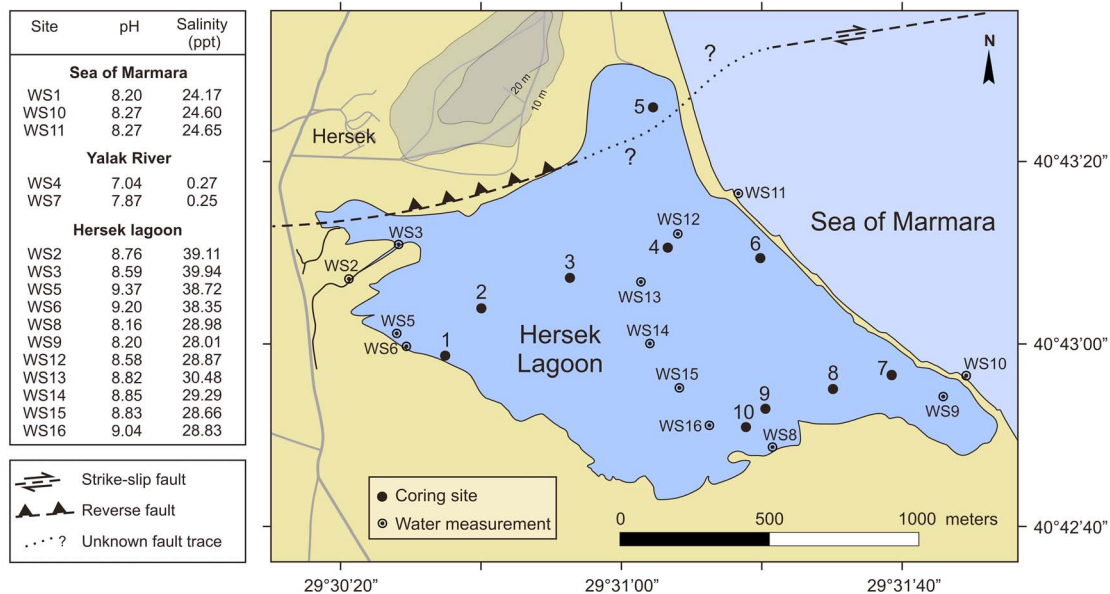 Site pH Salinity (ppt)
Sea of Marmara
WS1 8.20 24.17
WS10 8.27 24.60
WS11 8.27 24.65
Yalak River
WS4 7.04 0.27
WS7 7.87 0.25
Hersek lagoon
WS2 8.76 39.11
WS3 8.59 39.94
WS5 9.37 38.72
WS6 9.20 38.35
WS8 8.16 28.98
WS9 8.20 28.01
WS12 8.58 28.87
WS13 8.82 30.48
WS14 8.85 29.29
WS15 8.83 28.66
WS16 9.04 28.83
Strike-slip fault
Reverse fault
? Unknown fault trace
N
?
20 m
10 m
5
Hersek
?
40°43'20"
WS11
Sea of Marmara
WS12
WS3
4
6
WS2
3
WS13
2
WS5
WS14
1
Hersek
Lagoon
WS6
40°43'00"
WS10
WS15
8
7
9
WS9
10
WS16
WS8
Coring site
Water measurement
0 500 1000 meters
40°42'40"
29°30'20" 29°31'00" 29°31'40"